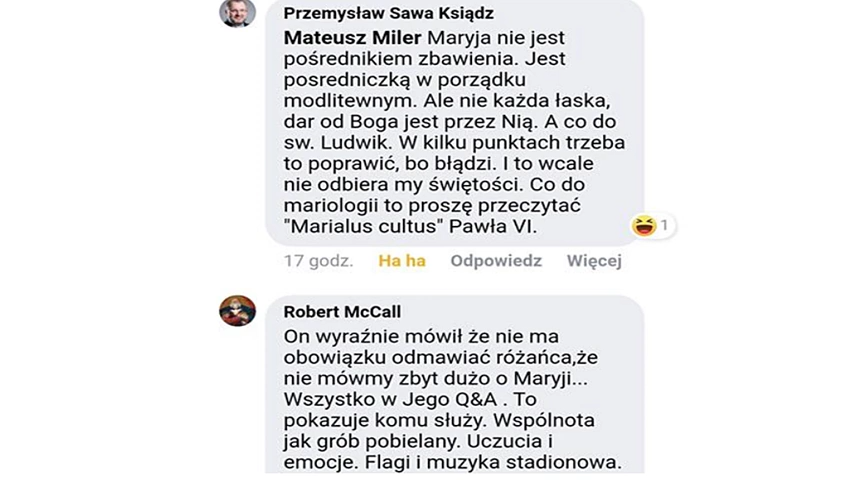 Przemysław Sawa Ksiądz
Mateusz Miler Maryja nie jest
pośrednikiem zbawienia. Jest
posredniczką w porządku
modlitewnym. Ale nie każda łaska,
dar od Boga jest przez Nią. A co do
sw. Ludwik. W kilku punktach trzeba
to poprawić, bo błądzi. I to wcale
nie odbiera my świętości. Co do
mariologii to proszę przeczytać
"Marialus cultus" Pawła VI.
1
17 godz. Ha ha Odpowiedz Więcej
Robert McCall
On wyraźnie mówił że nie ma
obowiązku odmawiać różańca,że
nie mówmy zbyt dużo o Maryji...
Wszystko w Jego Q&A . To
pokazuje komu służy. Wspólnota
jak grób pobielany. Uczucia i
emocje. Flagi i muzyka stadionowa.